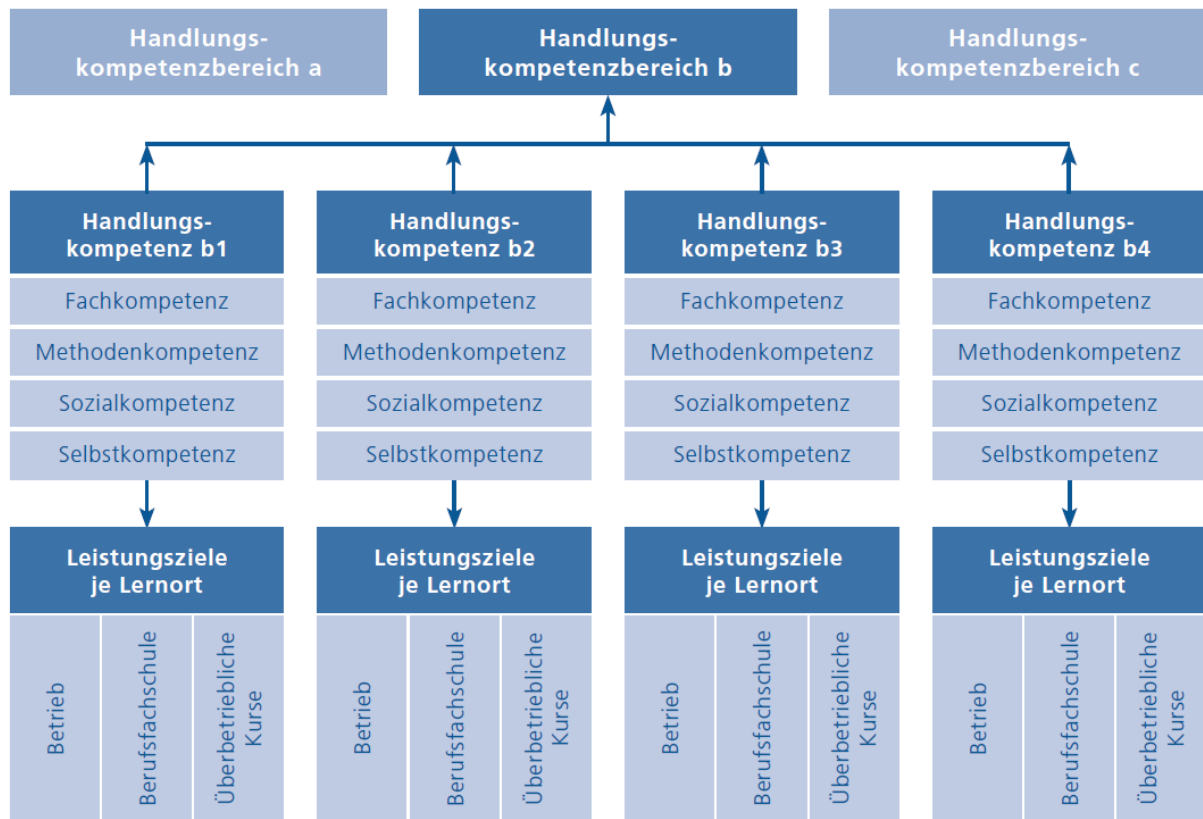 Handlungs-
kompetenzbereich a
Handlungs-
kompetenzbereich b
Handlungs-
kompetenzbereich c
Handlungs-
kompetenz b1
Handlungs-
kompetenz b2
Handlungs-
kompetenz b3
Handlungs-
kompetenz b4
Fachkompetenz
Fachkompetenz
Fachkompetenz
Fachkompetenz
Methodenkompetenz
Methodenkompetenz
Methodenkompetenz
Methodenkompetenz
Sozialkompetenz
Sozialkompetenz
Sozialkompetenz
Sozialkompetenz
Selbstkompetenz
Selbstkompetenz
Selbstkompetenz
Selbstkompetenz
Leistungsziele
je Lernort
Leistungsziele
je Lernort
Leistungsziele
je Lernort
Leistungsziele
je Lernort
Betrieb
Berufsfachschule
Überbetriebliche
Kurse
Betrieb
Berufsfachschule
Überbetriebliche
Kurse
Betrieb
Berufsfachschule
Überbetriebliche
Kurse
Betrieb
Berufsfachschule
Überbetriebliche
Kurse